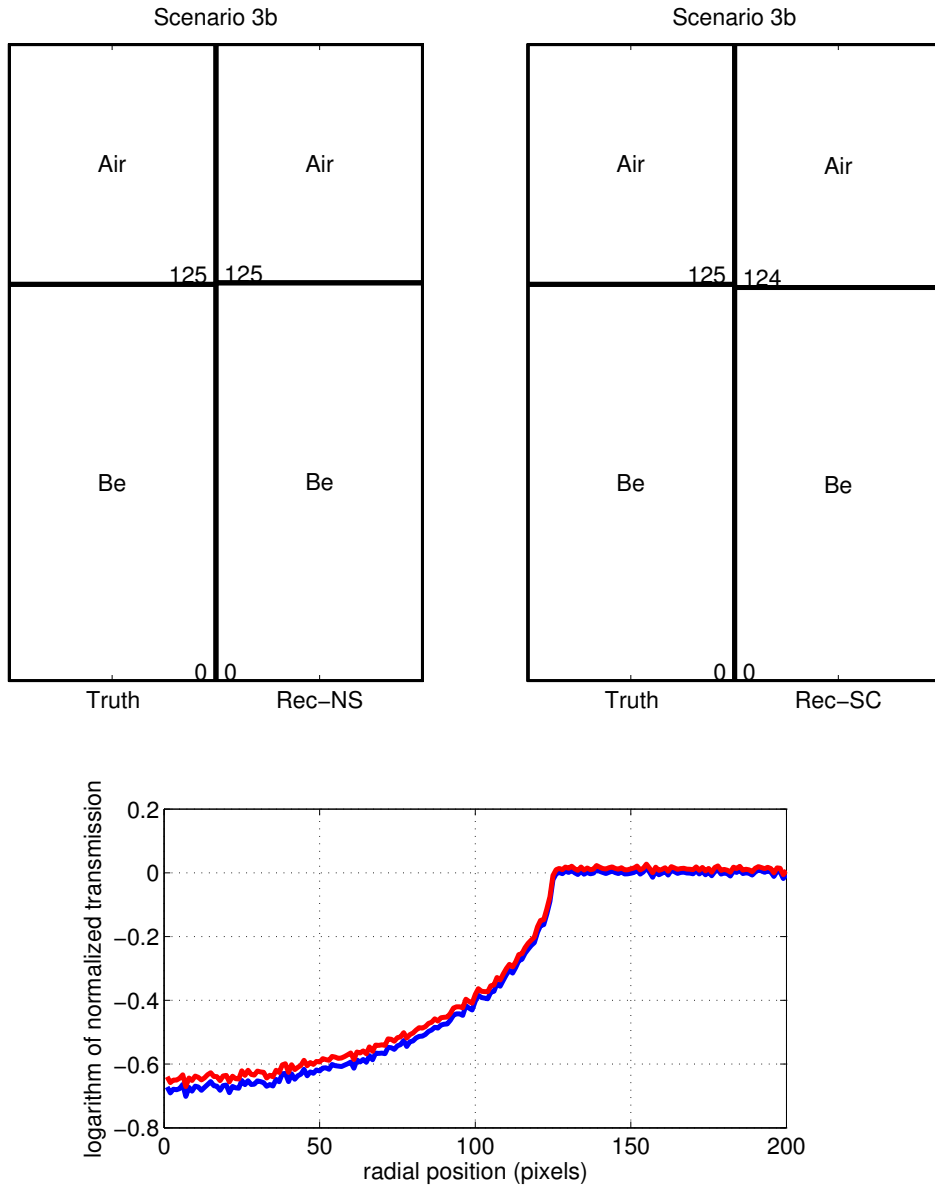 Scenario 3b
Air
Air
125
125
Be
Be
0
0
Truth
Rec−NS
Scenario 3b
Air
Air
125
124
Be
Be
0
0
Truth
Rec−SC
logarithm of normalized transmission
0.2
0
−0.2
−0.4
−0.6
−0.8
0
50
100
150
200
radial position (pixels)